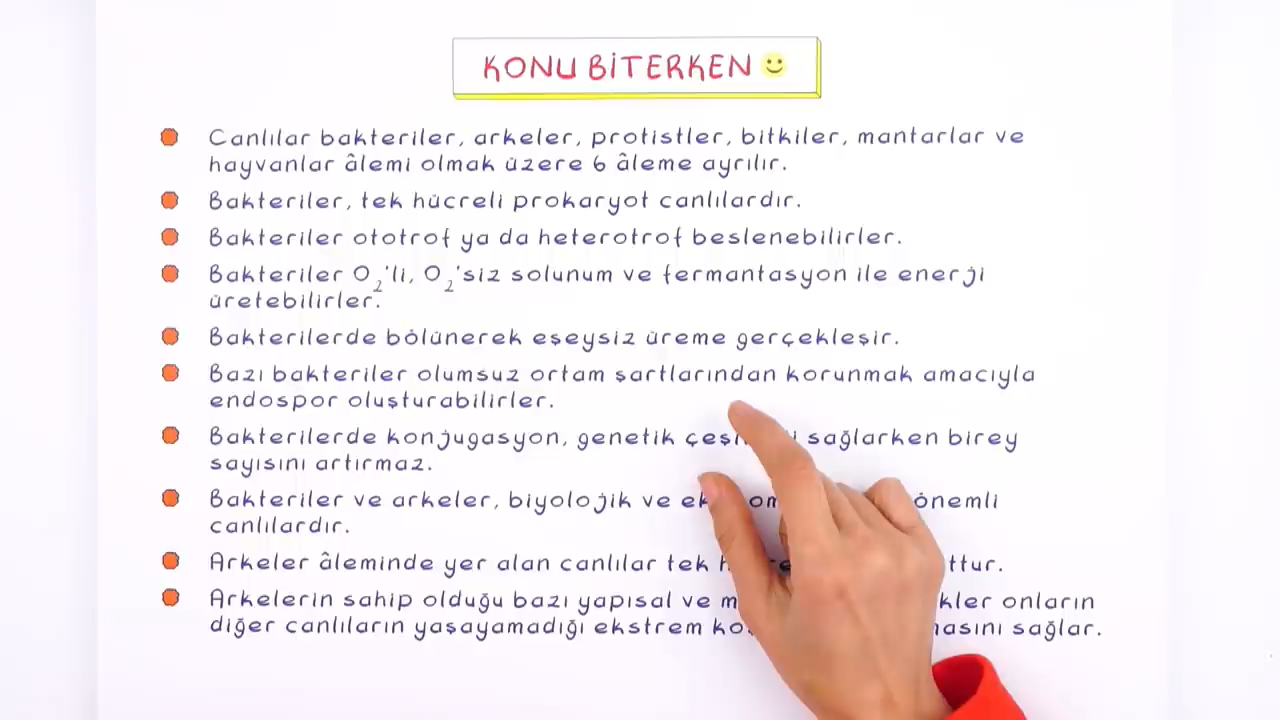 KONU BİTERKEN
Canlılar bakteriler, arkeler, protistler, bitkiler, mantarlar ve
hayvanlar âlemi olmak üzere 6 âleme ayrılır.
Bakteriler, tek hücreli prokaryot canlılardır.
Bakteriler ototrof ya da heterotrof beslenebilirler.
Bakteriler O₂'li, O₂'siz solunum ve fermantasyon ile enerji
üretebilirler.
Bakterilerde bölünerek eşeysiz üreme gerçekleşir.
Bazı bakteriler olumsuz ortam şartlarından korunmak amacıyla
endospor oluşturabilirler.
Bakterilerde konjugasyon, genetik sağlarken birey
sayısını artırmaz.
Bakteriler ve arkeler, biyolojik ve önemli
canlılardır.
Arkeler âleminde yer alan canlılar tek
Arkelerin sahip olduğu bazı yapısal ve onların
diğer canlıların yaşayamadığı ekstrem sağlar.